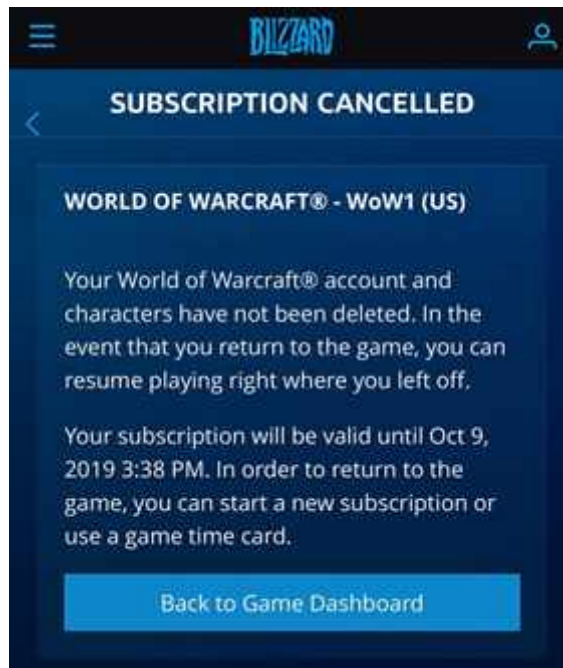 BLIZZARD
SUBSCRIPTION CANCELLED
WORLD OF WARCRAFT® - WoW1 (US)
Your World of Warcraft® account and
characters have not been deleted. In the
event that you return to the game, you can
resume playing right where you left off.
Your subscription will be valid until Oct 9,
2019 3:38 PM. In order to return to the
game, you can start a new subscription or
use a game time card.
Back to Game Dashboard